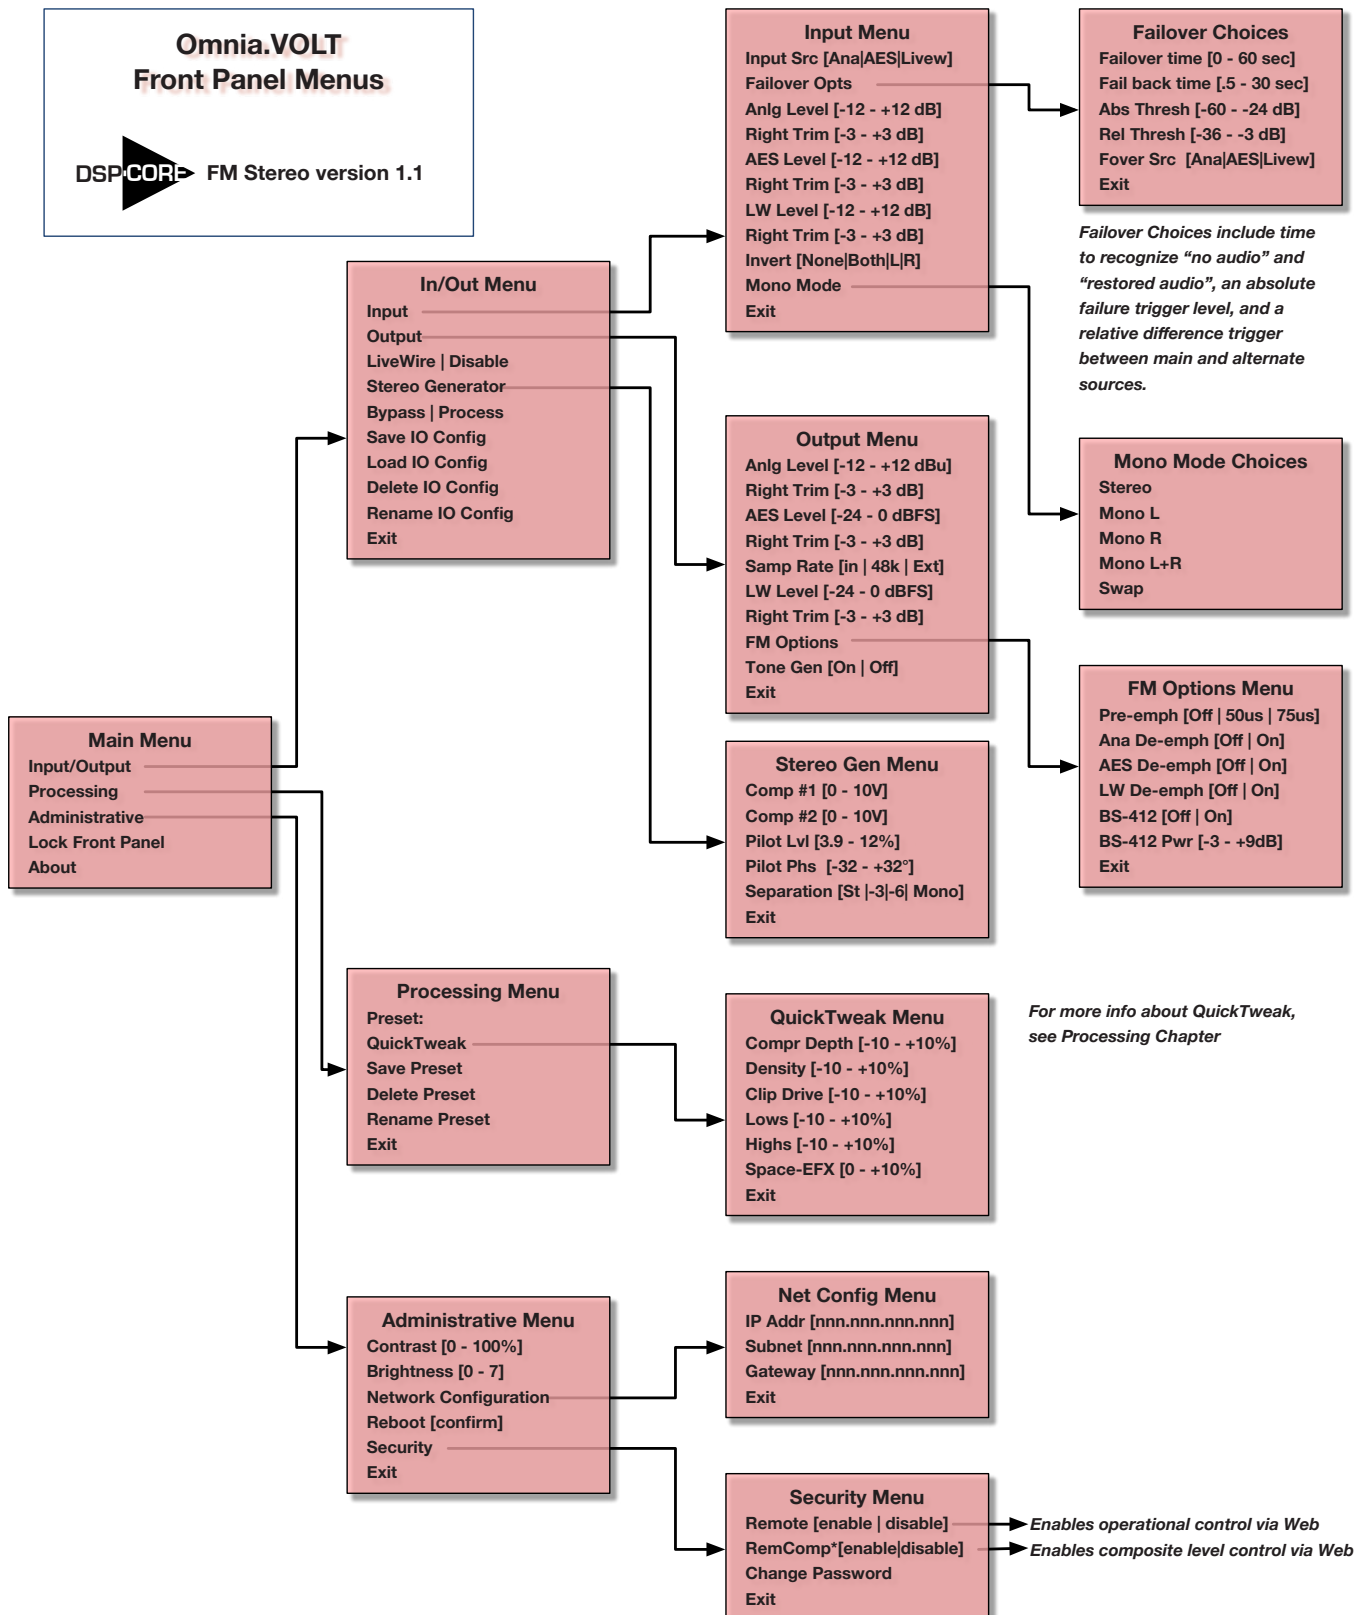 Omnia.VOLT
Front Panel Menus
DSP-CORE FM Stereo version 1.1
Main Menu
Input/Output
Processing
Administrative
Lock Front Panel
About
In/Out Menu
Input
Output
LiveWire | Disable
Stereo Generator
Bypass | Process
Save IO Config
Load IO Config
Delete IO Config
Rename IO Config
Exit
Processing Menu
Preset:
QuickTweak
Save Preset
Delete Preset
Rename Preset
Exit
Administrative Menu
Contrast [0 - 100%]
Brightness [0 - 7]
Network Configuration
Reboot [confirm]
Security
Exit
Input Menu
Input Src [Ana|AES|Livew]
Failover Opts
Anlg Level [-12 - +12 dB]
Right Trim [-3 - +3 dB]
AES Level [-12 - +12 dB]
Right Trim [-3 - +3 dB]
LW Level [-12 - +12 dB]
Right Trim [-3 - +3 dB]
Invert [None|Both|L|R]
Mono Mode
Exit
Output Menu
Anlg Level [-12 - +12 dBu]
Right Trim [-3 - +3 dB]
AES Level [-24 - 0 dBFS]
Right Trim [-3 - +3 dB]
Samp Rate [in | 48k | Ext]
LW Level [-24 - 0 dBFS]
Right Trim [-3 - +3 dB]
FM Options
Tone Gen [On | Off]
Exit
Stereo Gen Menu
Comp #1 [0 - 10V]
Comp #2 [0 - 10V]
Pilot Lvl [3.9 - 12%]
Pilot Phs [-32 - +32°]
Separation [St |-3|-6| Mono]
Exit
QuickTweak Menu
Compr Depth [-10 - +10%]
Density [-10 - +10%]
Clip Drive [-10 - +10%]
Lows [-10 - +10%]
Highs [-10 - +10%]
Space-EFX [0 - +10%]
Exit
Net Config Menu
IP Addr [nnn.nnn.nnn.nnn]
Subnet [nnn.nnn.nnn.nnn]
Gateway [nnn.nnn.nnn.nnn]
Exit
Security Menu
Remote [enable | disable]
RemComp*[enable|disable]
Change Password
Exit
Failover Choices
Failover time [0 - 60 sec]
Fail back time [.5 - 30 sec]
Abs Thresh [-60 - -24 dB]
Rel Thresh [-36 - -3 dB]
Fover Src [Ana|AES|Livew]
Exit
Failover Choices include time
to recognize “no audio” and
“restored audio”, an absolute
failure trigger level, and a
relative difference trigger
between main and alternate
sources.
Mono Mode Choices
Stereo
Mono L
Mono R
Mono L+R
Swap
FM Options Menu
Pre-emph [Off | 50us | 75us]
Ana De-emph [Off | On]
AES De-emph [Off | On]
LW De-emph [Off | On]
BS-412 [Off | On]
BS-412 Pwr [-3 - +9dB]
Exit
For more info about QuickTweak,
see Processing Chapter
Enables operational control via Web
Enables composite level control via Web